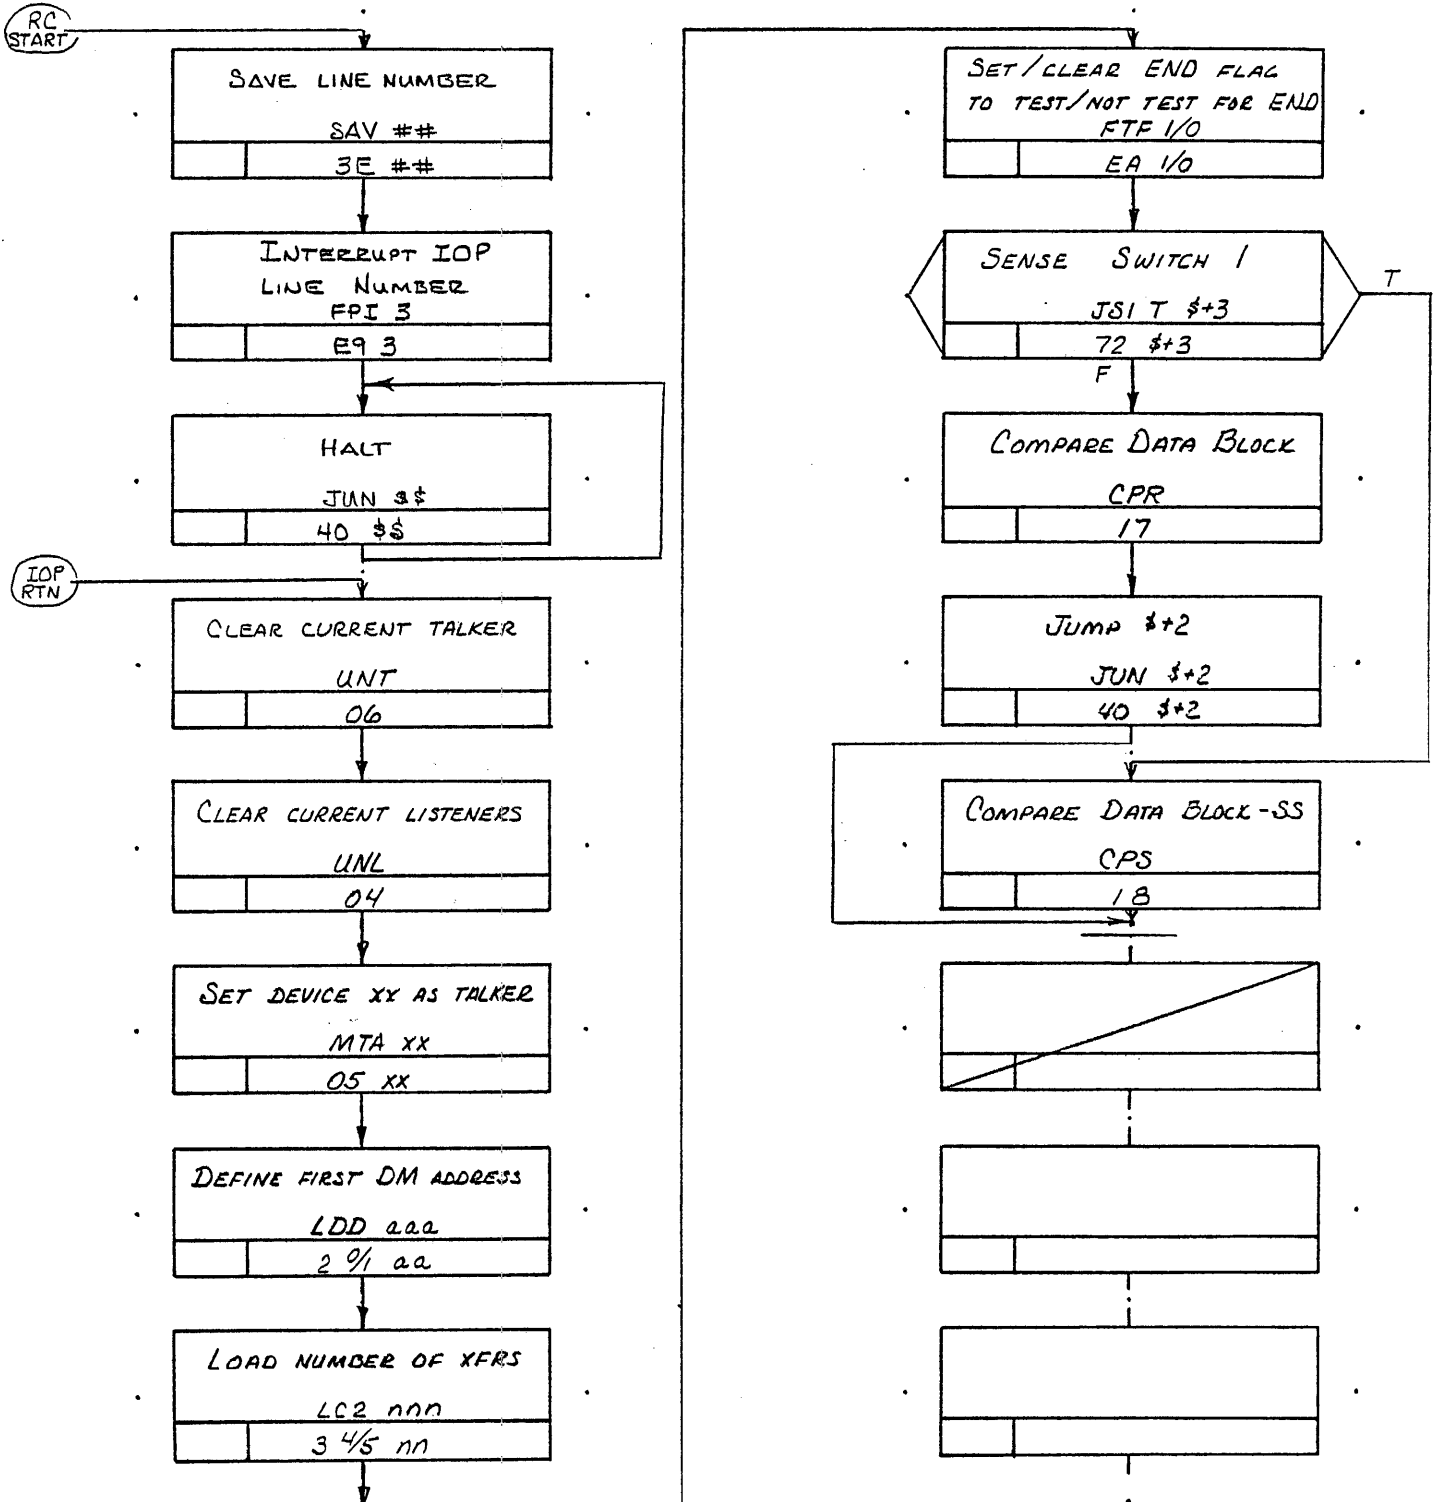 RC
START
SAVE LINE NUMBER
SAV ##
3E ##
INTERRUPT IOP
LINE NUMBER
FPI 3
E9 3
HALT
JUN $$
40 $$
IOP
RTN
CLEAR CURRENT TALKER
UNT
06
CLEAR CURRENT LISTENERS
UNL
04
SET DEVICE XX AS TALKER
MTA XX
05 XX
DEFINE FIRST DM ADDRESS
LDD aaa
2 0/1 aa
LOAD NUMBER OF XFRS
LC2 nnn
3 4/5 nn
SET/CLEAR END FLAG
TO TEST/NOT TEST FOR END
FTF 1/0
EA 1/0
SENSE SWITCH 1
JS1 T $+3
72 $+3
T
F
COMPARE DATA BLOCK
CPR
17
JUMP $+2
JUN $+2
40 $+2
COMPARE DATA BLOCK-SS
CPS
18